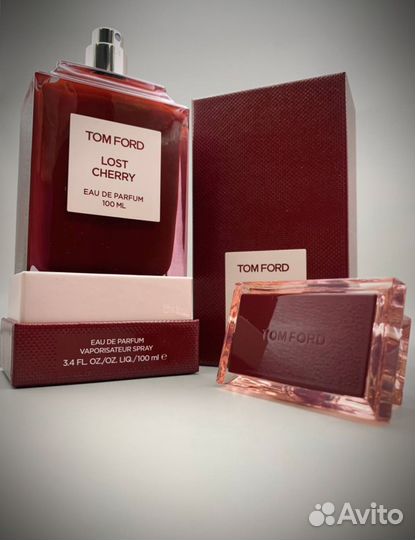 TOM FORD
LOST
CHERRY
EAU DE PARFUM
100 ML
TOM FORD
TOM FORD
EAU DE PARFUM
VAPORISATEUR SPRAY
3.4 FL. OZ./OZ. LIQ./100 ml ℮
Avito